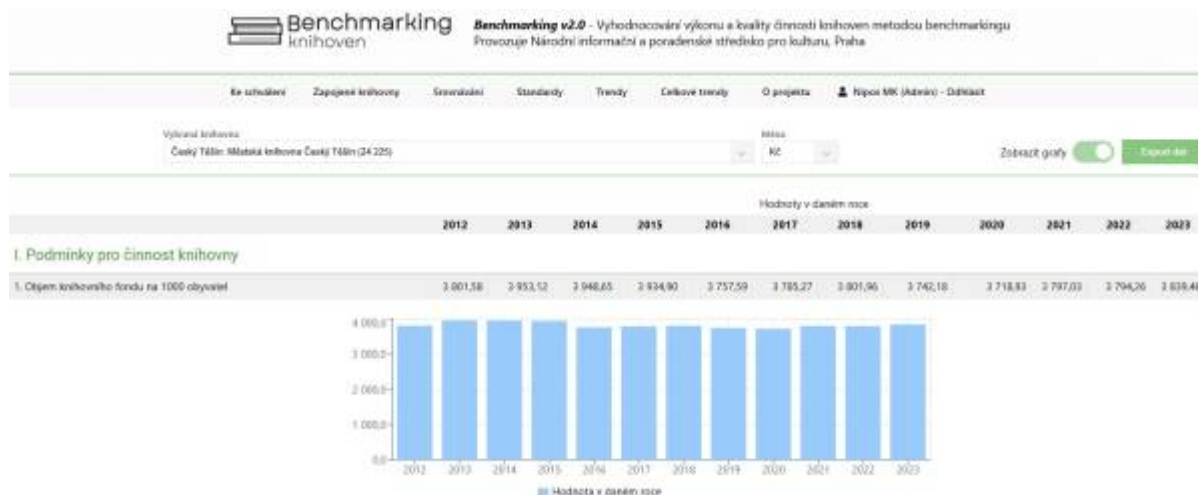 Benchmarking
knihoven
Benchmarking v2.0 - Vyhodnocování výkonu a kvality činnosti knihoven metodou benchmarkingu
Provozuje Národní informační a poradenské středisko pro kulturu, Praha
Ke schválení Zapojené knihovny Srovnávání Standardy Trendy Celkové trendy O projektu Nipos MK (Admin) - Odhlásit
Vybraná knihovna Měna
Český Těšín: Městská knihovna Český Těšín (24 225) Kč Zobrazit grafy Export dat
Hodnoty v daném roce
2012 2013 2014 2015 2016 2017 2018 2019 2020 2021 2022 2023
I. Podmínky pro činnost knihovny
1. Objem knihovního fondu na 1000 obyvatel 3 801,58 3 953,12 3 948,65 3 934,90 3 757,59 3 785,27 3 801,96 3 742,18 3 718,83 3 797,03 3 794,26 3 839,48
4 000,0
3 000,0
2 000,0
1 000,0
0,0
2012 2013 2014 2015 2016 2017 2018 2019 2020 2021 2022 2023
Hodnota v daném roce